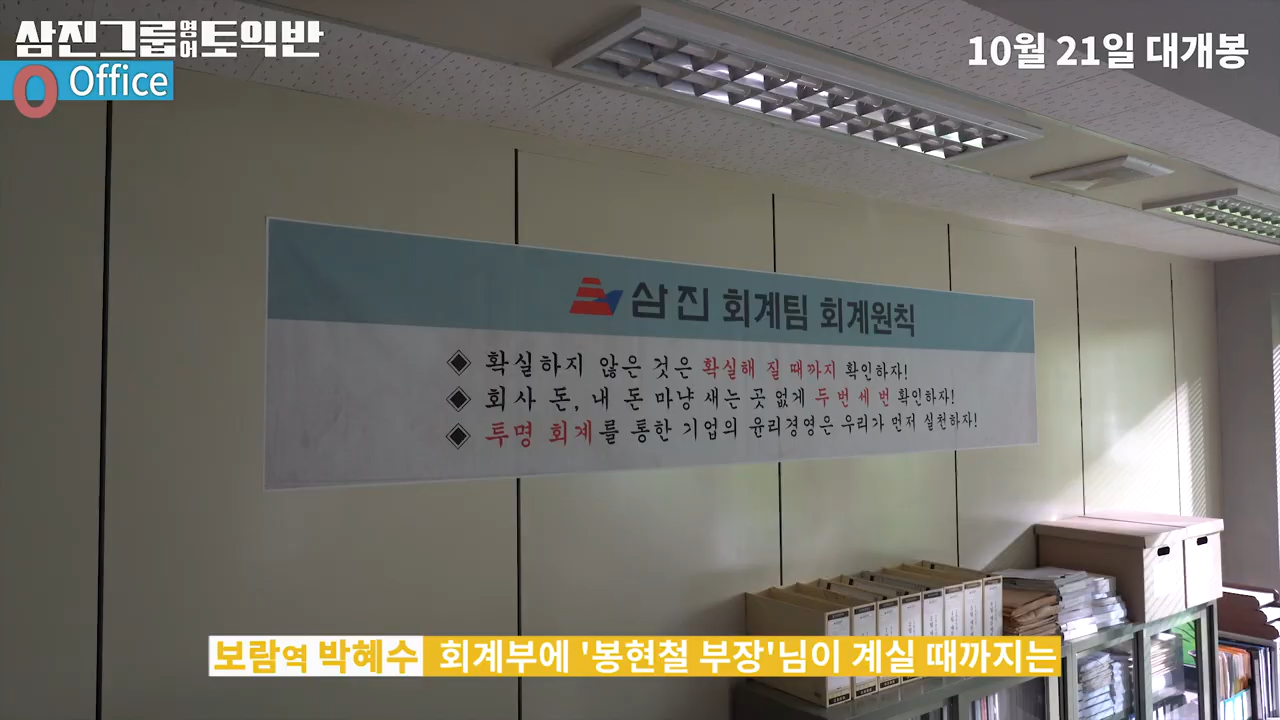 삼진그룹영어토익반
O Office
10월 21일 대개봉
삼진 회계팀 회계원칙
◈ 확실하지 않은 것은 확실해 질 때까지 확인하자!
◈ 회사 돈, 내 돈 마냥 새는 곳 없게 두 번 세 번 확인하자!
◈ 투명 회계를 통한 기업의 윤리경영은 우리가 먼저 실천하자!
보람역 박혜수 회계부에 '봉현철 부장'님이 계실 때까지는